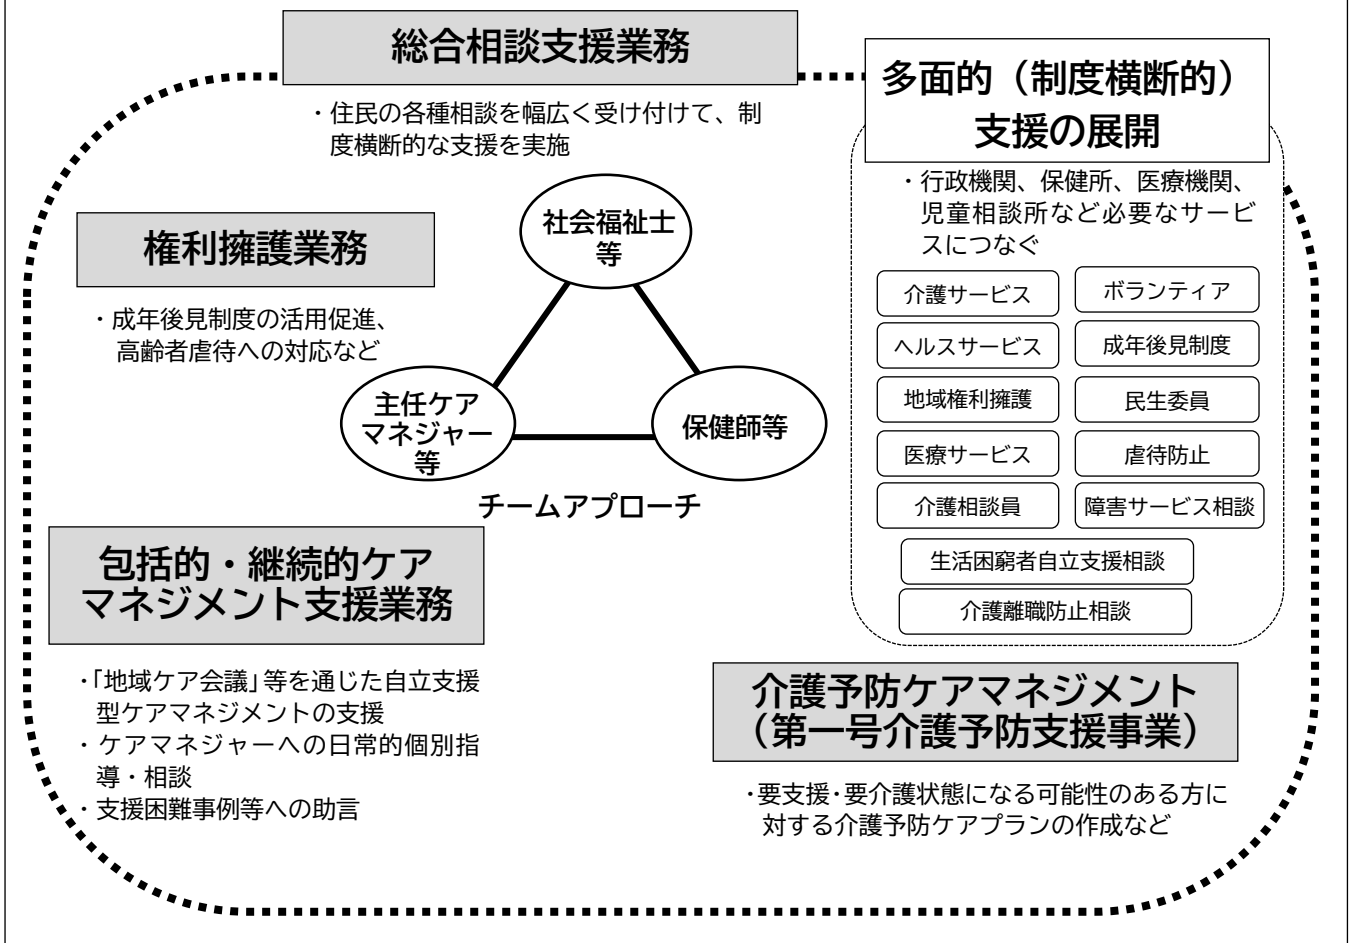 総合相談支援業務
・住民の各種相談を幅広く受け付けて、制
度横断的な支援を実施
多面的（制度横断的）
支援の展開
・行政機関、保健所、医療機関、
児童相談所など必要なサービ
スにつなぐ
介護サービス
ボランティア
ヘルスサービス
成年後見制度
地域権利擁護
民生委員
医療サービス
虐待防止
介護相談員
障害サービス相談
生活困窮者自立支援相談
介護離職防止相談
権利擁護業務
・成年後見制度の活用促進、
高齢者虐待への対応など
社会福祉士
等
主任ケア
マネジャー
等
保健師等
チームアプローチ
包括的・継続的ケア
マネジメント支援業務
・「地域ケア会議」等を通じた自立支援
型ケアマネジメントの支援
・ケアマネジャーへの日常的個別指
導・相談
・支援困難事例等への助言
介護予防ケアマネジメント
（第一号介護予防支援事業）
・要支援・要介護状態になる可能性のある方に
対する介護予防ケアプランの作成など